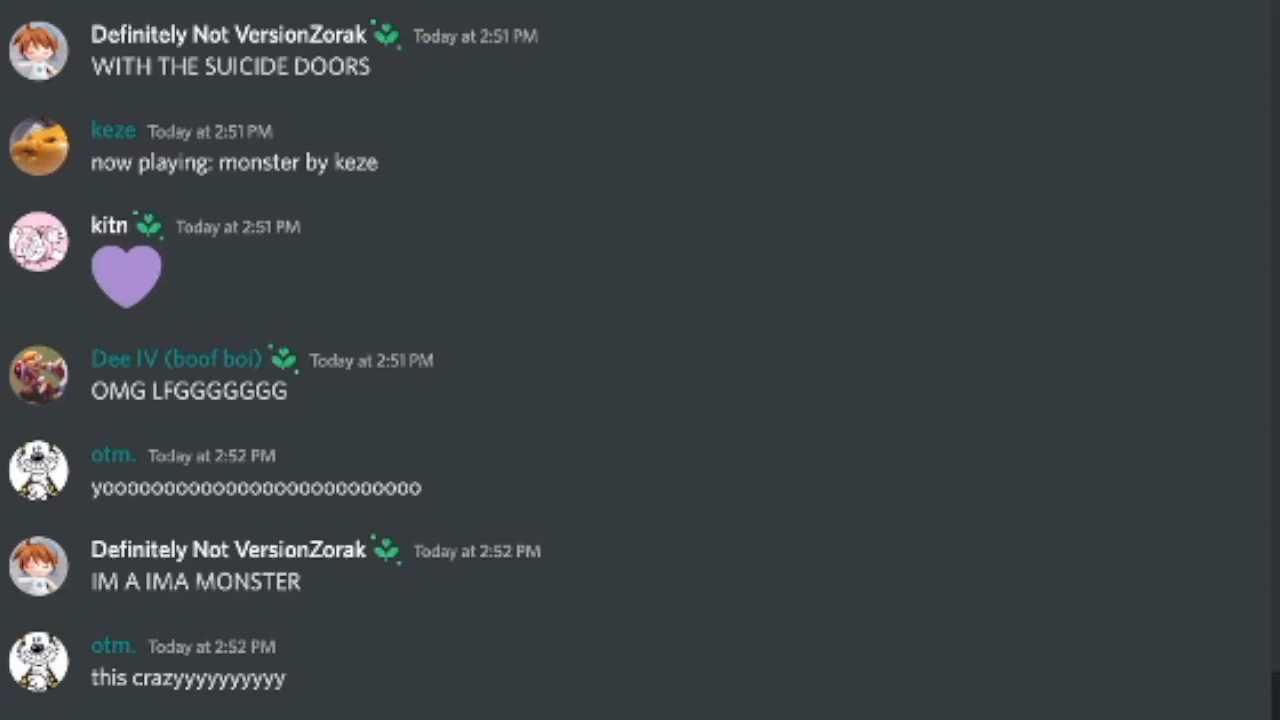 Definitely Not VersionZorak Today at 2:51 PM
WITH THE SUICIDE DOORS
keze Today at 2:51 PM
now playing: monster by keze
kitn Today at 2:51 PM
Dee IV (boof boi) Today at 2:51 PM
OMG LFGGGGGGG
otm. Today at 2:52 PM
yoooooooooooooooooooooooooo
Definitely Not VersionZorak Today at 2:52 PM
IM A IMA MONSTER
otm. Today at 2:52 PM
this crazyyyyyyyyyy